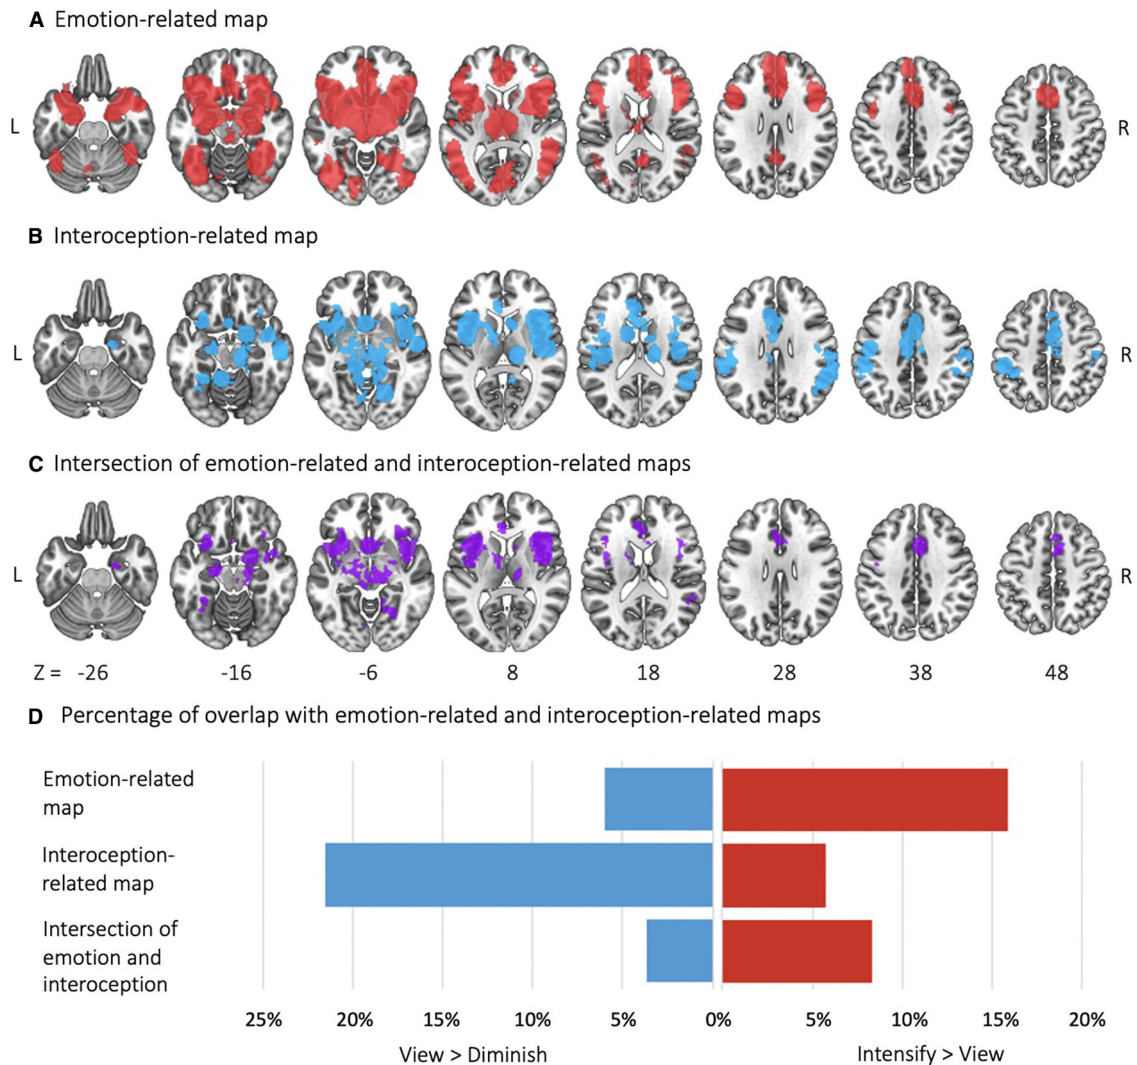 A Emotion-related map
L
R
B Interoception-related map
L
R
C Intersection of emotion-related and interoception-related maps
L
R
Z = -26 -16 -6 8 18 28 38 48
D Percentage of overlap with emotion-related and interoception-related maps
Emotion-related
map
Interoception-
related map
Intersection of
emotion and
interoception
25% 20% 15% 10% 5% 0% 5% 10% 15% 20%
View > Diminish Intensify > View